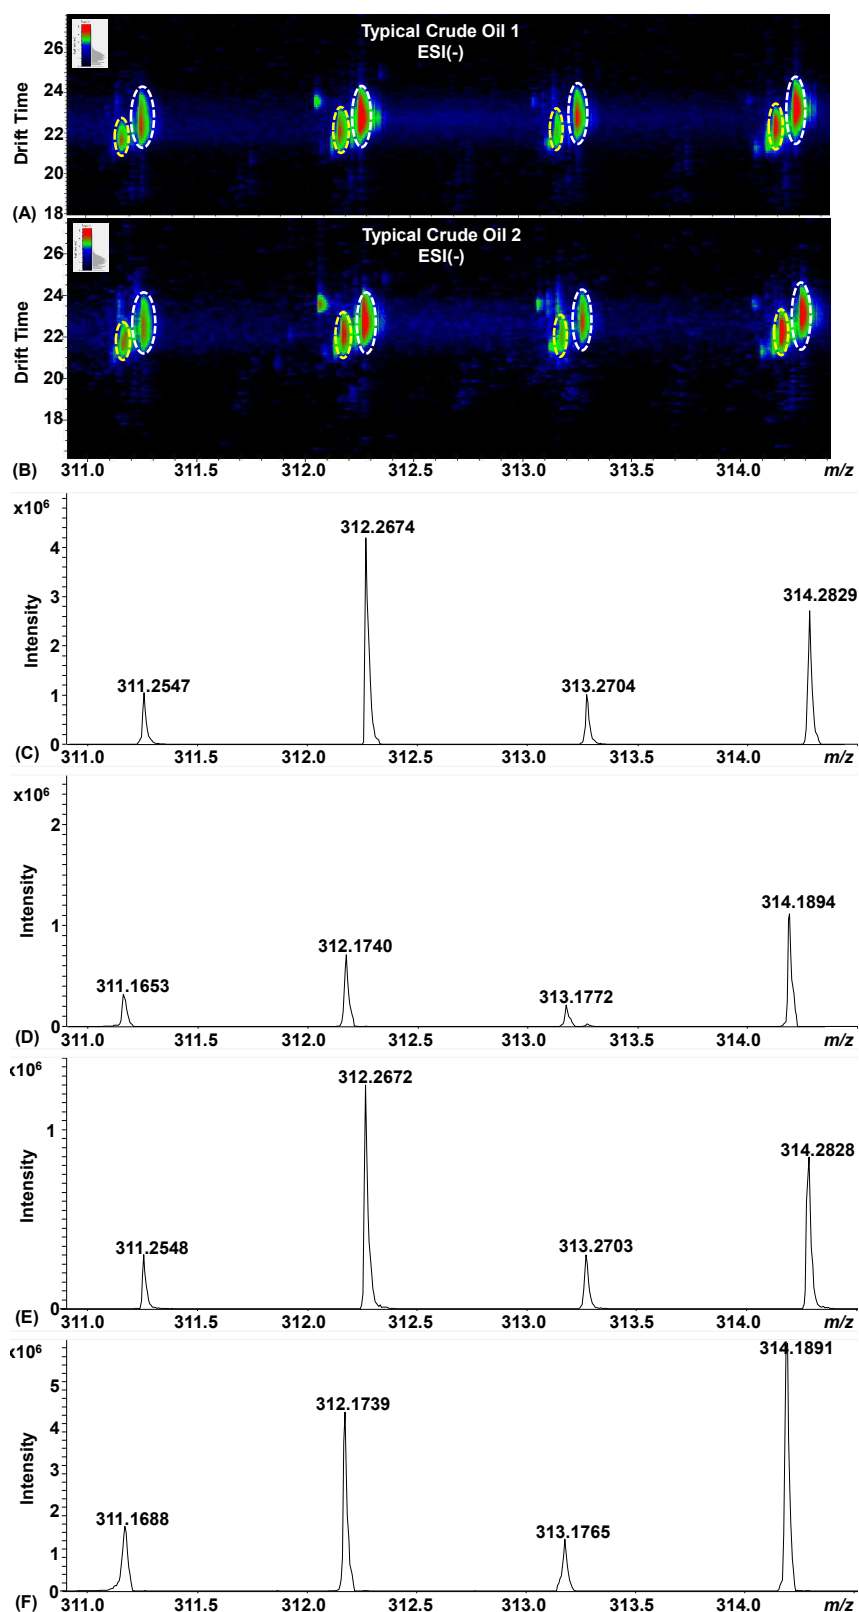 Typical Crude Oil 1
ESI(-)
Drift Time
26
24
22
20
18
(A)
Typical Crude Oil 2
ESI(-)
Drift Time
26
24
22
20
18
(B)
311.0 311.5 312.0 312.5 313.0 313.5 314.0 m/z
x10⁶
Intensity
4
3
2
1
0
311.2547
312.2674
313.2704
314.2829
(C)
311.0 311.5 312.0 312.5 313.0 313.5 314.0 m/z
x10⁶
Intensity
2
1
0
311.1653
312.1740
313.1772
314.1894
(D)
311.0 311.5 312.0 312.5 313.0 313.5 314.0 m/z
x10⁶
Intensity
1
0
311.2548
312.2672
313.2703
314.2828
(E)
311.0 311.5 312.0 312.5 313.0 313.5 314.0 m/z
x10⁶
Intensity
5
4
3
2
1
0
311.1688
312.1739
313.1765
314.1891
(F)
311.0 311.5 312.0 312.5 313.0 313.5 314.0 m/z